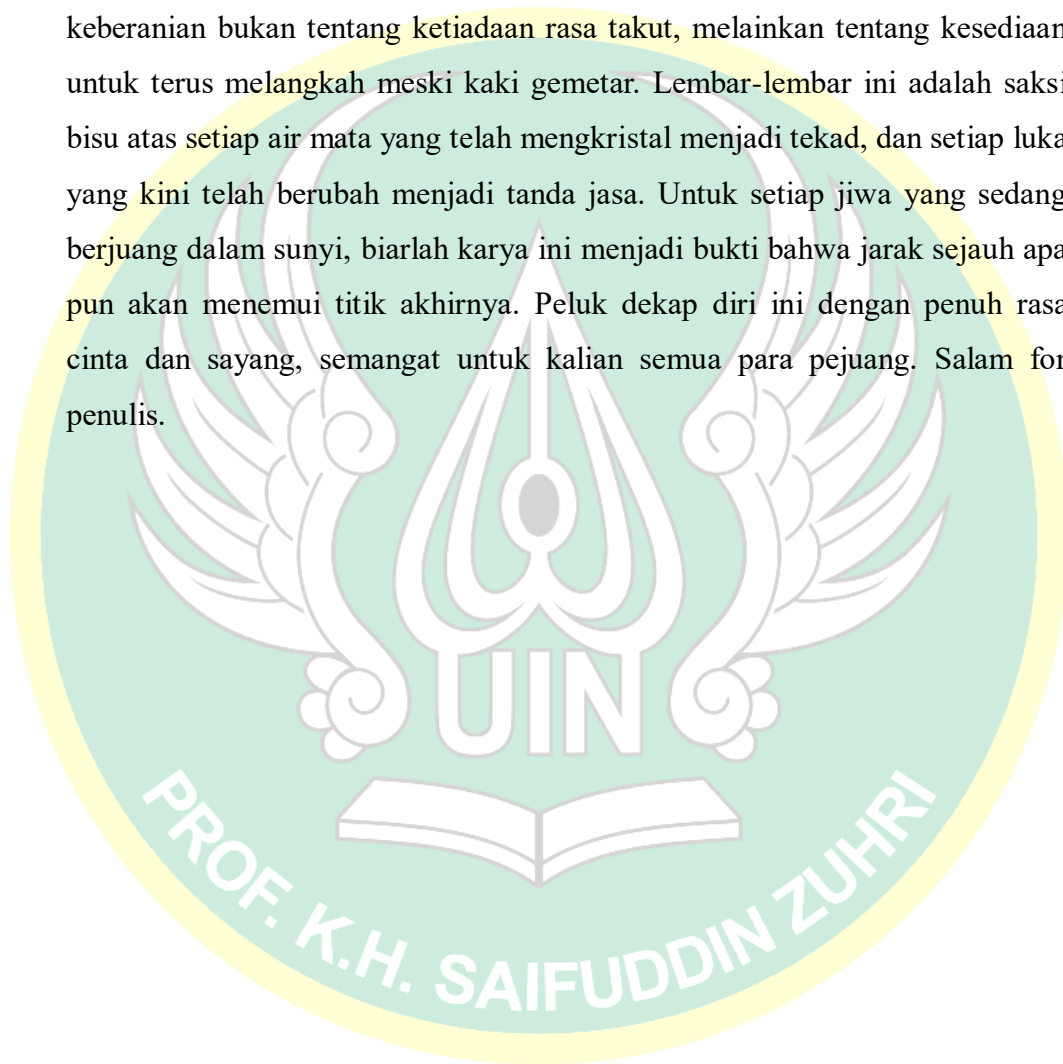 keberanian bukan tentang ketiadaan rasa takut, melainkan tentang kesediaan
untuk terus melangkah meski kaki gemetar. Lembar-lembar ini adalah saksi
bisu atas setiap air mata yang telah mengkristal menjadi tekad, dan setiap luka
yang kini telah berubah menjadi tanda jasa. Untuk setiap jiwa yang sedang
berjuang dalam sunyi, biarlah karya ini menjadi bukti bahwa jarak sejauh apa
pun akan menemui titik akhirnya. Peluk dekap diri ini dengan penuh rasa
cinta dan sayang, semangat untuk kalian semua para pejuang. Salam for
penulis.
UIN
PROF. K.H. SAIFUDDIN ZUHRI